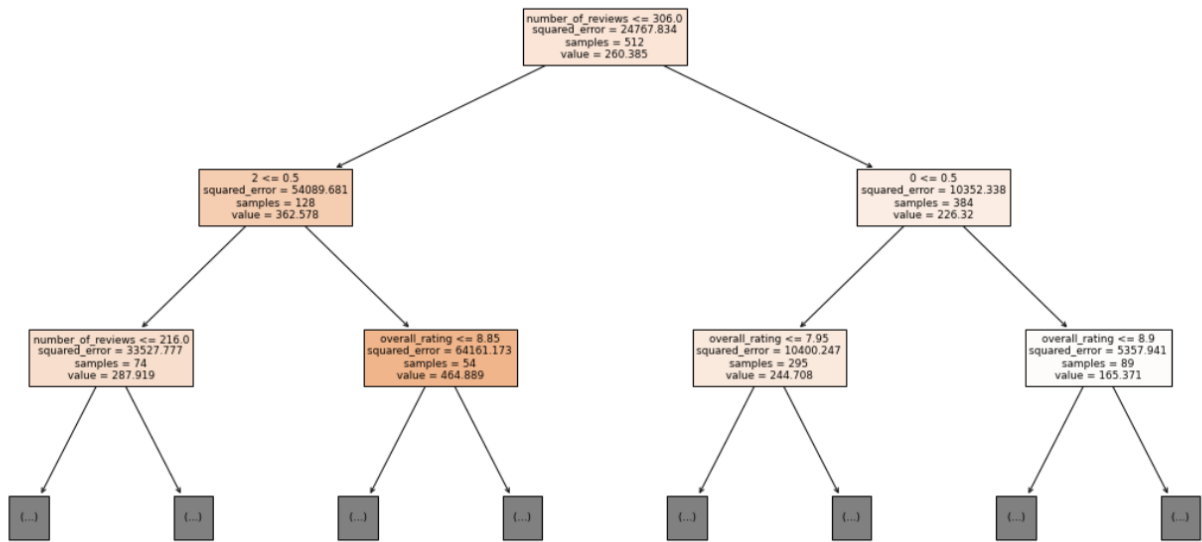 number_of_reviews <= 306.0
squared_error = 24767.834
samples = 512
value = 260.385
2 <= 0.5
squared_error = 54089.681
samples = 128
value = 362.578
0 <= 0.5
squared_error = 10352.338
samples = 384
value = 226.32
number_of_reviews <= 216.0
squared_error = 33527.777
samples = 74
value = 287.919
overall_rating <= 8.85
squared_error = 64161.173
samples = 54
value = 464.889
overall_rating <= 7.95
squared_error = 10400.247
samples = 295
value = 244.708
overall_rating <= 8.9
squared_error = 5357.941
samples = 89
value = 165.371
(...)
(...)
(...)
(...)
(...)
(...)
(...)
(...)